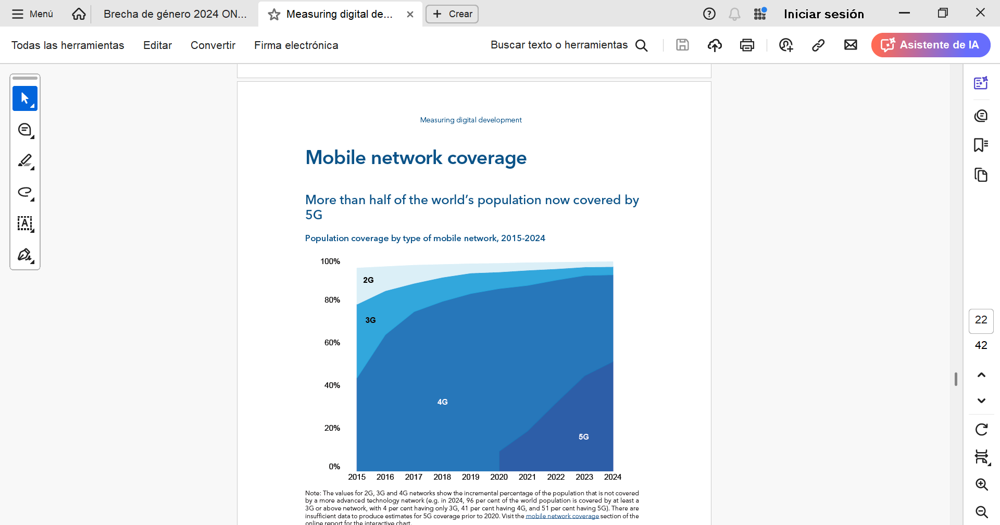 Menú
Brecha de género 2024 ON...
Measuring digital de...
Crear
Iniciar sesión
Todas las herramientas
Editar
Convertir
Firma electrónica
Buscar texto o herramientas
Asistente de IA
Measuring digital development
Mobile network coverage
More than half of the world's population now covered by
5G
Population coverage by type of mobile network, 2015-2024
100%
2G
80%
3G
60%
40%
4G
20%
5G
0%
2015 2016 2017 2018 2019 2020 2021 2022 2023 2024
Note: The values for 2G, 3G and 4G networks show the incremental percentage of the population that is not covered
by a more advanced technology network (e.g. in 2024, 96 per cent of the world population is covered by at least a
3G or above network, with 4 per cent having only 3G, 41 per cent having 4G, and 51 per cent having 5G). There are
insufficient data to produce estimates for 5G coverage prior to 2020. Visit the mobile network coverage section of the
online report for the interactive chart.
22
42